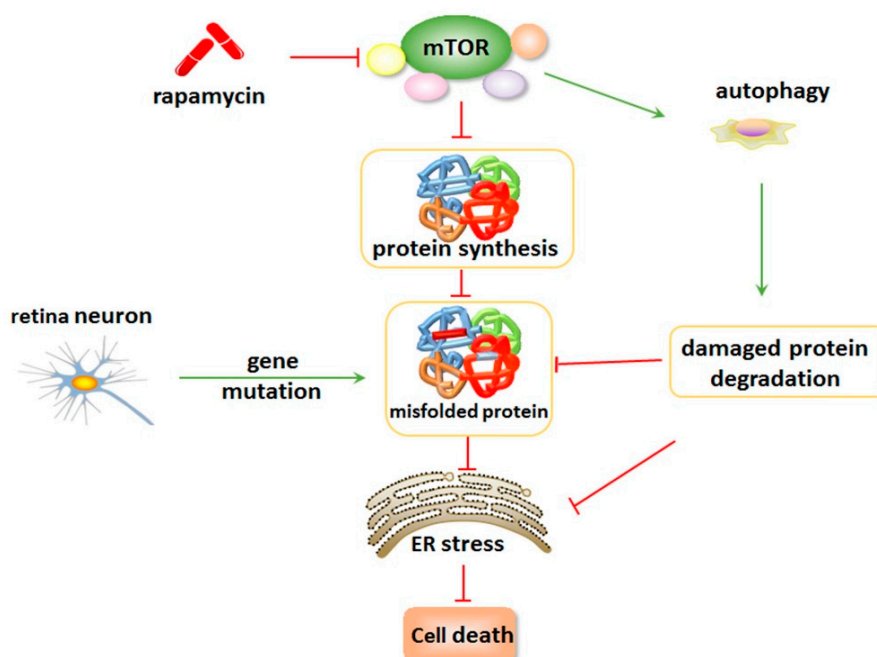 mTOR
rapamycin
autophagy
protein synthesis
retina neuron
gene
mutation
misfolded protein
damaged protein
degradation
ER stress
Cell death